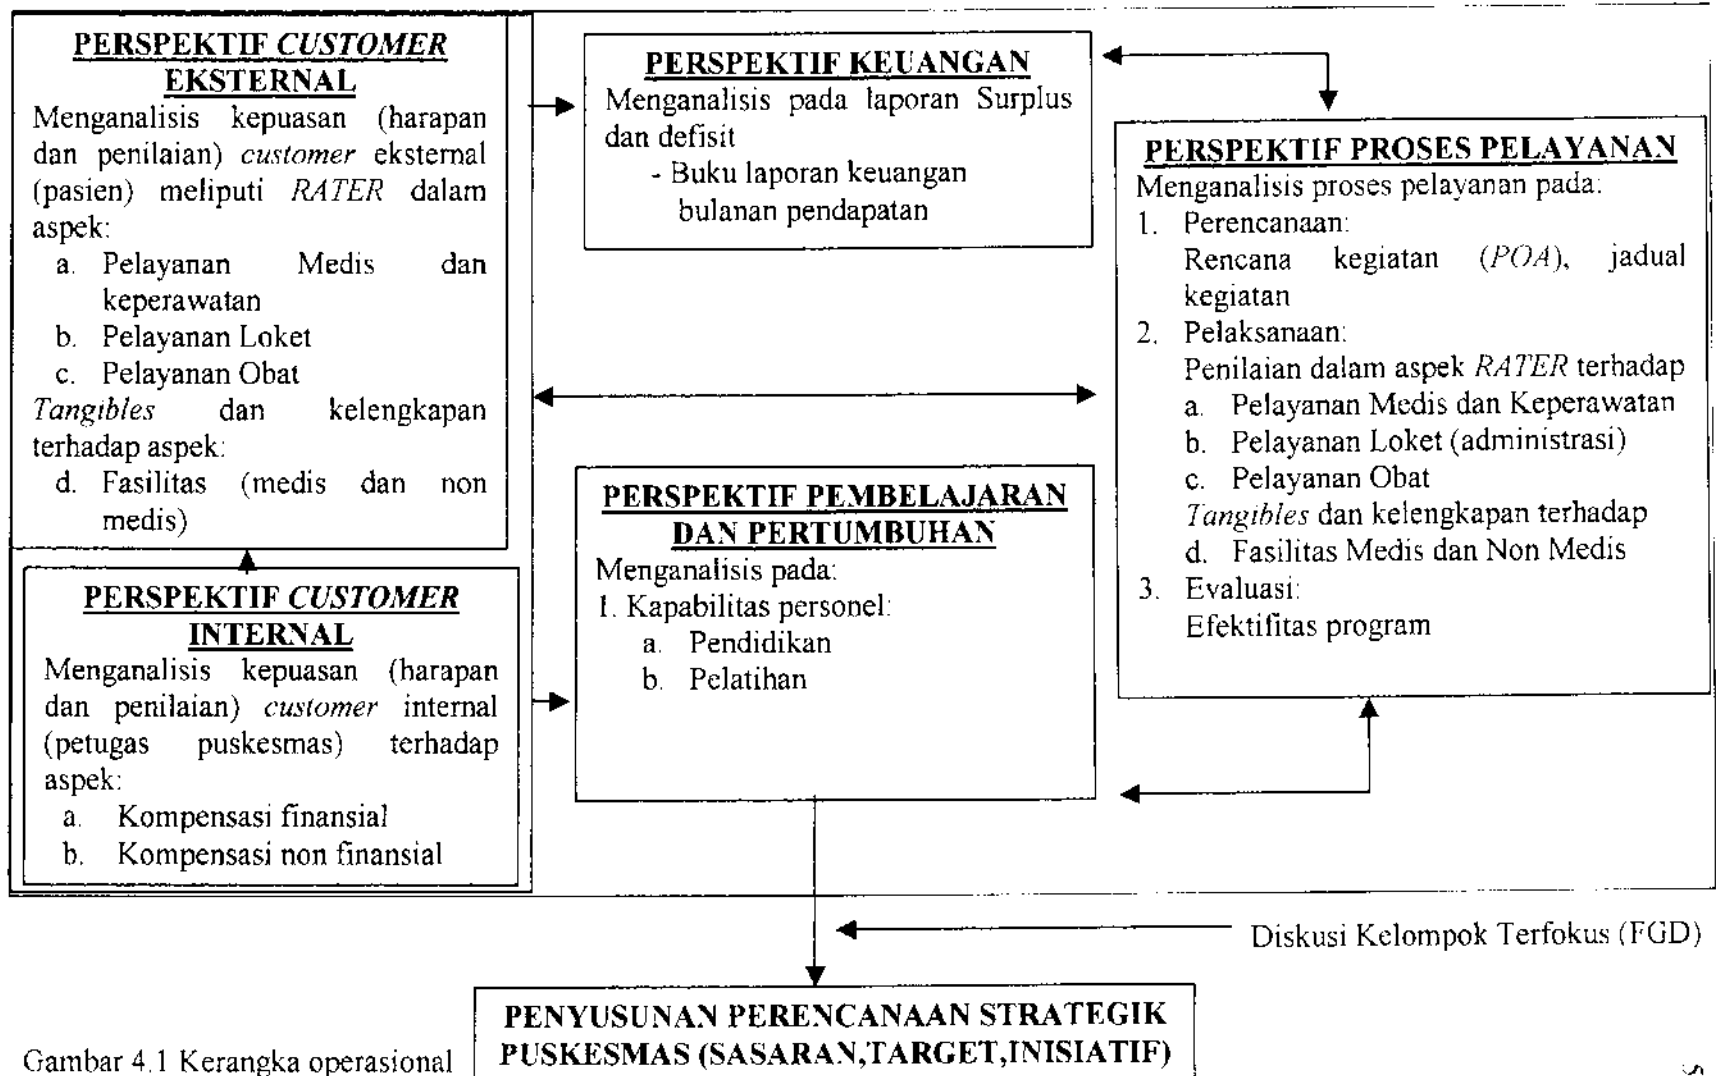 PERSPEKTIF CUSTOMER
EKSTERNAL
Menganalisis kepuasan (harapan
dan penilaian) customer eksternal
(pasien) meliputi RATER dalam
aspek:
a. Pelayanan Medis dan
keperawatan
b. Pelayanan Loket
c. Pelayanan Obat
Tangibles dan kelengkapan
terhadap aspek:
d. Fasilitas (medis dan non
medis)
PERSPEKTIF CUSTOMER
INTERNAL
Menganalisis kepuasan (harapan
dan penilaian) customer internal
(petugas puskesmas) terhadap
aspek:
a. Kompensasi finansial
b. Kompensasi non finansial
PERSPEKTIF KEUANGAN
Menganalisis pada laporan Surplus
dan defisit
- Buku laporan keuangan
bulanan pendapatan
PERSPEKTIF PEMBELAJARAN
DAN PERTUMBUHAN
Menganalisis pada:
1. Kapabilitas personel:
a. Pendidikan
b. Pelatihan
PERSPEKTIF PROSES PELAYANAN
Menganalisis proses pelayanan pada:
1. Perencanaan:
Rencana kegiatan (POA), jadual
kegiatan
2. Pelaksanaan:
Penilaian dalam aspek RATER terhadap
a. Pelayanan Medis dan Keperawatan
b. Pelayanan Loket (administrasi)
c. Pelayanan Obat
Tangibles dan kelengkapan terhadap
d. Fasilitas Medis dan Non Medis
3. Evaluasi:
Efektifitas program
Diskusi Kelompok Terfokus (FGD)
PENYUSUNAN PERENCANAAN STRATEGIK
PUSKESMAS (SASARAN,TARGET,INISIATIF)
Gambar 4.1 Kerangka operasional